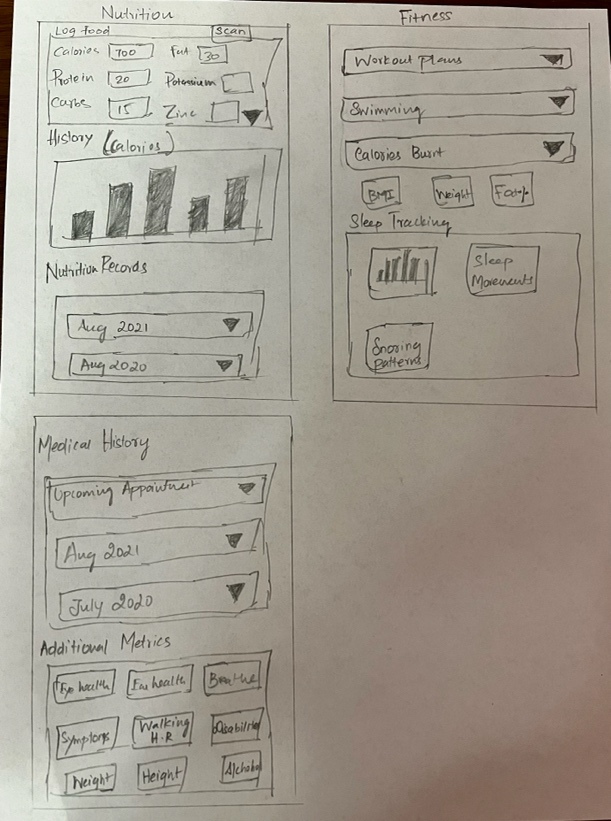 Nutrition
Log food Scan
Calories 700 Fat 30
Protein 20 Potassium
Carbs 15 Zinc
History (Calories)
Nutrition Records
Aug 2021
Aug 2020
Fitness
Workout Plans
Swimming
Calories Burnt
BMI Weight Fat%
Sleep Tracking
Sleep
Movements
Snoring
patterns
Medical History
Upcoming Appointment
Aug 2021
July 2020
Additional Metrics
Eye health Ear health Breathe
Symptoms Walking
H.R Disabilities
Weight Height Alcohol